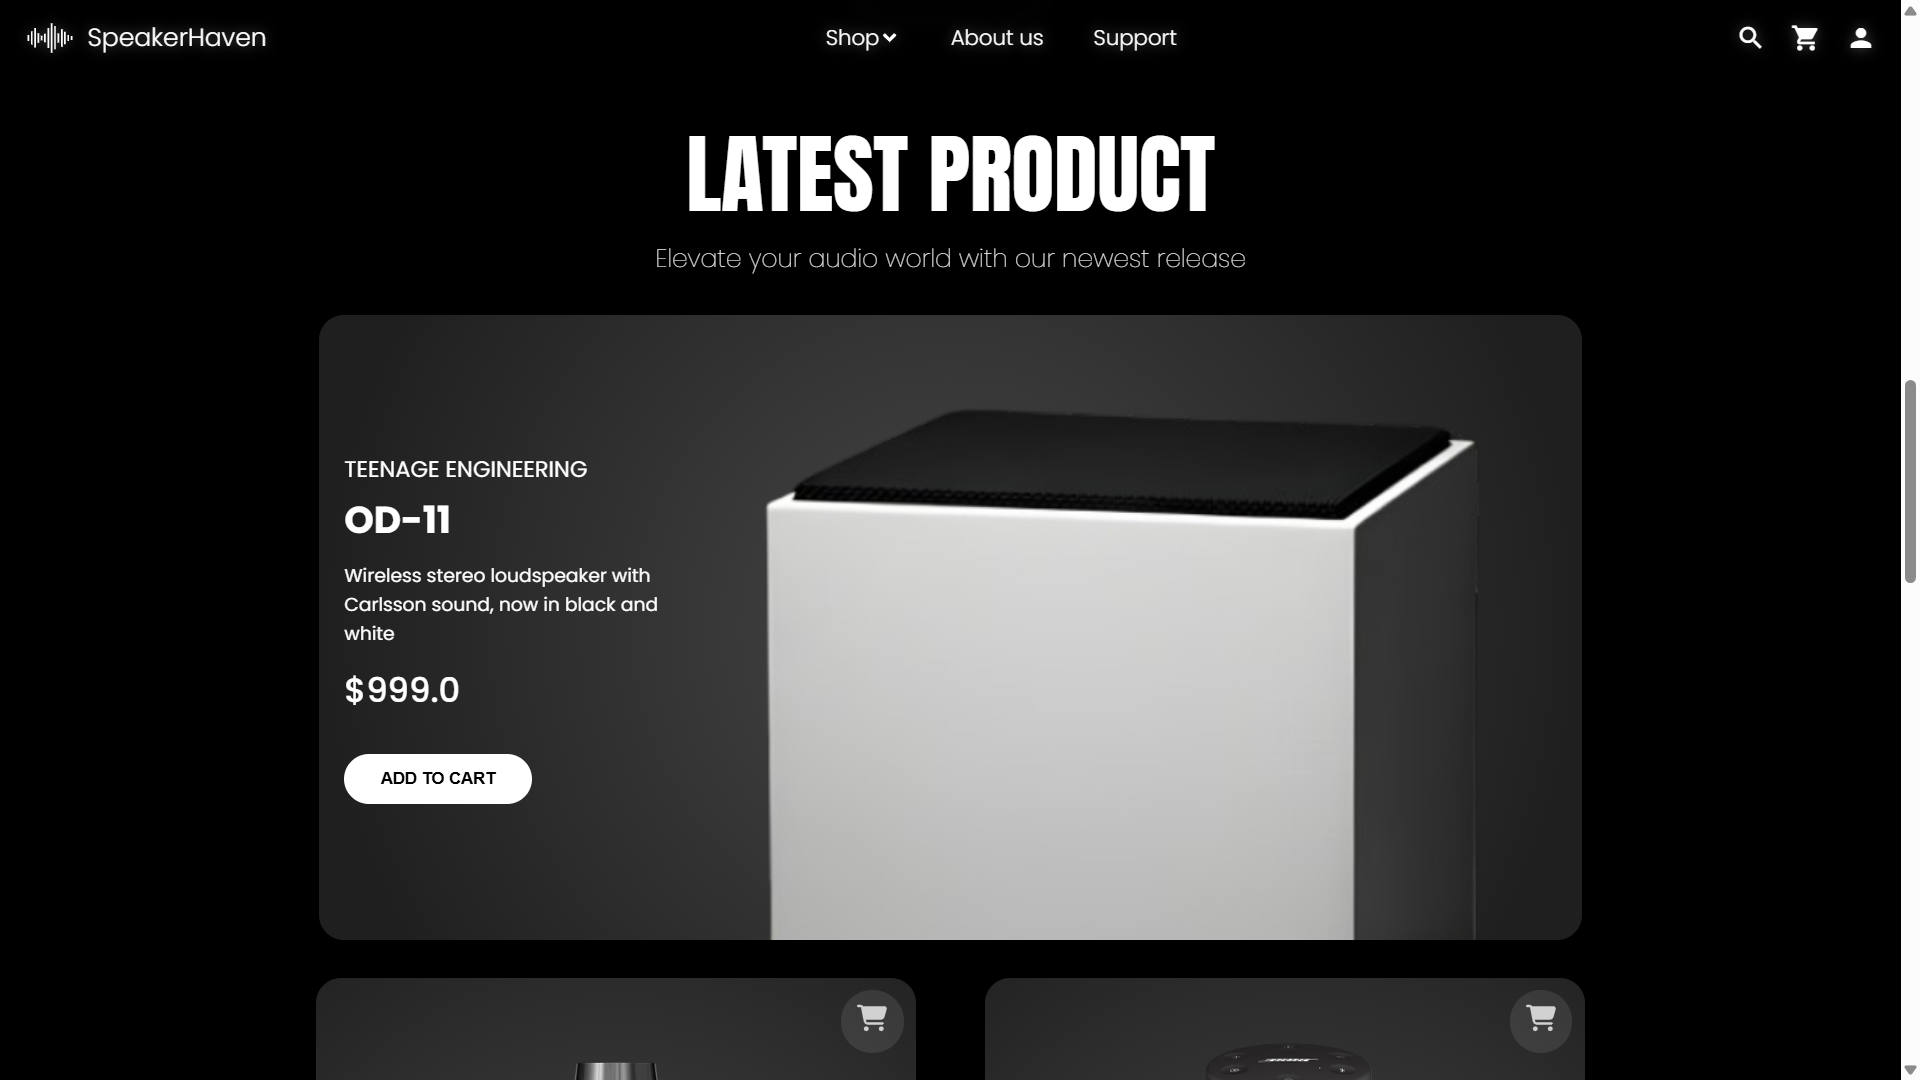 SpeakerHaven
Shop
About us
Support
LATEST PRODUCT
Elevate your audio world with our newest release
TEENAGE ENGINEERING
OD-11
Wireless stereo loudspeaker with
Carlsson sound, now in black and
white
$999.0
ADD TO CART